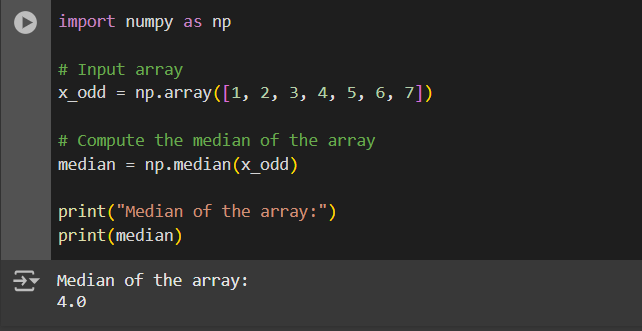 import numpy as np
# Input array
x_odd = np.array([1, 2, 3, 4, 5, 6, 7])
# Compute the median of the array
median = np.median(x_odd)
print("Median of the array:")
print(median)
Median of the array:
4.0